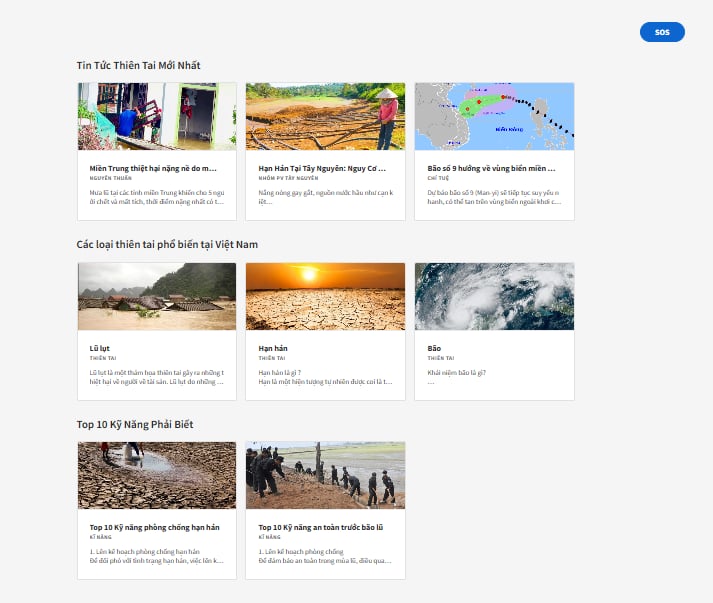 SOS
Tin Tức Thiên Tai Mới Nhất
Miền Trung thiệt hại nặng nề do m...
NGUYÊN THUẤN
Mưa lũ tại các tỉnh miền Trung khiến cho 5 ngư
ời chết và mất tích, thời điểm nặng nhất có t...
Hạn Hán Tại Tây Nguyên: Nguy Cơ ...
NHÓM PV TÂY NGUYÊN
Nắng nóng gay gắt, nguồn nước hầu như cạn k
iệt...
Biển Đông
Bão số 9 hướng về vùng biển miền ...
CHÍ TUỆ
Dự báo bão số 9 (Man-yi) sẽ tiếp tục suy yếu n
hanh, có thể tan trên vùng biển ngoài khơi c...
Các loại thiên tai phổ biến tại Việt Nam
Lũ lụt
THIÊN TAI
Lũ lụt là một thảm họa thiên tai gây ra những t
hiệt hại về người và tài sản. Lũ lụt do những ...
Hạn hán
THIÊN TAI
Hạn hán là gì ?
Hạn là một hiện tượng tự nhiên được coi là t...
Bão
THIÊN TAI
Khái niệm bão là gì?
...
Top 10 Kỹ Năng Phải Biết
Top 10 Kỹ năng phòng chống hạn hán
KĨ NĂNG
1. Lên kế hoạch phòng chống hạn hán
Để đối phó với tình trạng hạn hán, việc lên k...
Top 10 Kỹ năng an toàn trước bão lũ
KĨ NĂNG
1. Lên kế hoạch phòng chống
Để đảm bảo an toàn trong mùa lũ, điều qua...